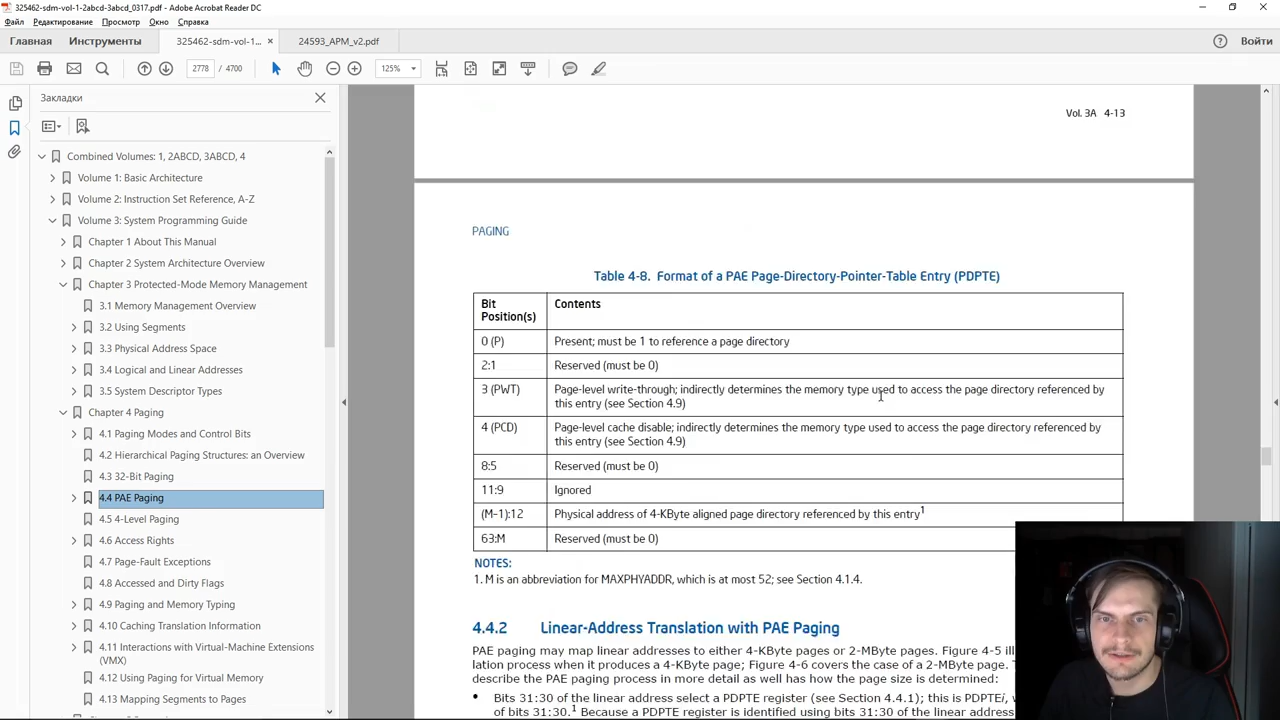 325462-sdm-vol-1-2abcd-3abcd_0317.pdf - Adobe Acrobat Reader DC
Файл Редактирование Просмотр Окно Справка
Главная Инструменты 325462-sdm-vol-1... × 24593_APM_v2.pdf Войти
2778 / 4700 125%
Закладки
Combined Volumes: 1, 2ABCD, 3ABCD, 4
Volume 1: Basic Architecture
Volume 2: Instruction Set Reference, A-Z
Volume 3: System Programming Guide
Chapter 1 About This Manual
Chapter 2 System Architecture Overview
Chapter 3 Protected-Mode Memory Management
3.1 Memory Management Overview
3.2 Using Segments
3.3 Physical Address Space
3.4 Logical and Linear Addresses
3.5 System Descriptor Types
Chapter 4 Paging
4.1 Paging Modes and Control Bits
4.2 Hierarchical Paging Structures: an Overview
4.3 32-Bit Paging
4.4 PAE Paging
4.5 4-Level Paging
4.6 Access Rights
4.7 Page-Fault Exceptions
4.8 Accessed and Dirty Flags
4.9 Paging and Memory Typing
4.10 Caching Translation Information
4.11 Interactions with Virtual-Machine Extensions
(VMX)
4.12 Using Paging for Virtual Memory
4.13 Mapping Segments to Pages
Vol. 3A 4-13
PAGING
Table 4-8. Format of a PAE Page-Directory-Pointer-Table Entry (PDPTE)
Bit
Position(s)
Contents
0 (P) Present; must be 1 to reference a page directory
2:1 Reserved (must be 0)
3 (PWT) Page-level write-through; indirectly determines the memory type used to access the page directory referenced by
this entry (see Section 4.9)
4 (PCD) Page-level cache disable; indirectly determines the memory type used to access the page directory referenced by
this entry (see Section 4.9)
8:5 Reserved (must be 0)
11:9 Ignored
(M-1):12 Physical address of 4-KByte aligned page directory referenced by this entry1
63:M Reserved (must be 0)
NOTES:
1. M is an abbreviation for MAXPHYADDR, which is at most 52; see Section 4.1.4.
4.4.2 Linear-Address Translation with PAE Paging
PAE paging may map linear addresses to either 4-KByte pages or 2-MByte pages. Figure 4-5 ill
lation process when it produces a 4-KByte page; Figure 4-6 covers the case of a 2-MByte page. T
describe the PAE paging process in more detail as well has how the page size is determined:
• Bits 31:30 of the linear address select a PDPTE register (see Section 4.4.1); this is PDPTEi, w
of bits 31:30.1 Because a PDPTE register is identified using bits 31:30 of the linear address